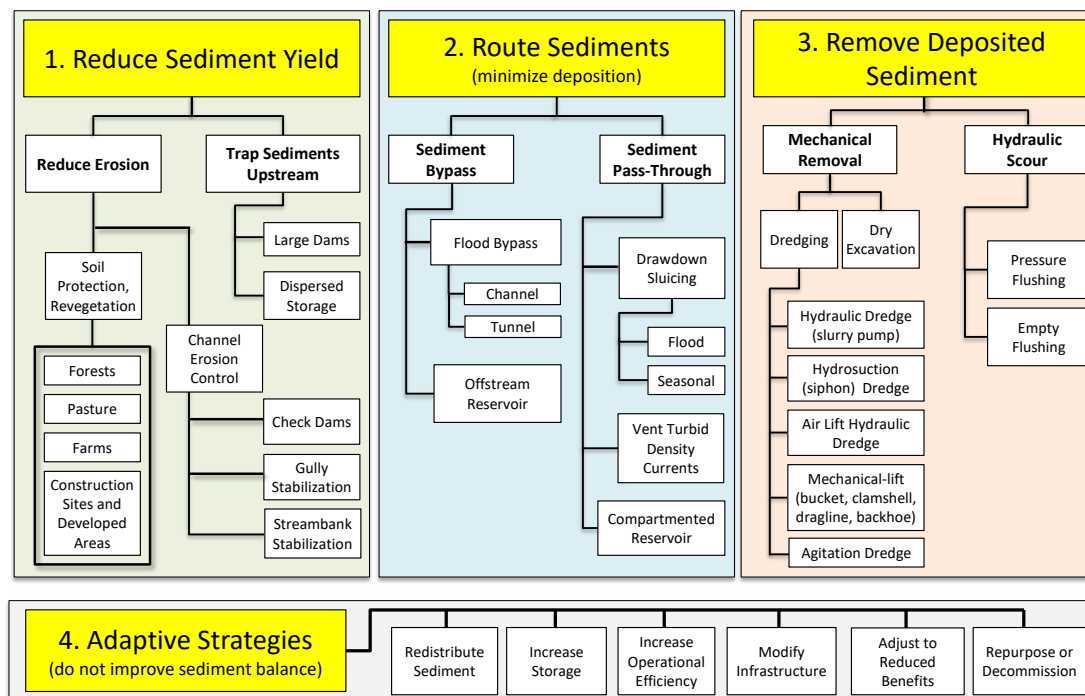 1. Reduce Sediment Yield
Reduce Erosion
Trap Sediments
Upstream
Large Dams
Dispersed
Storage
Soil
Protection,
Revegetation
Forests
Pasture
Farms
Construction
Sites and
Developed
Areas
Channel
Erosion
Control
Check Dams
Gully
Stabilization
Streambank
Stabilization
2. Route Sediments
(minimize deposition)
Sediment
Bypass
Flood Bypass
Channel
Tunnel
Offstream
Reservoir
Sediment
Pass-Through
Drawdown
Sluicing
Flood
Seasonal
Vent Turbid
Density
Currents
Compartmented
Reservoir
3. Remove Deposited
Sediment
Mechanical
Removal
Dredging
Dry
Excavation
Hydraulic Dredge
(slurry pump)
Hydrosuction
(siphon) Dredge
Air Lift Hydraulic
Dredge
Mechanical-lift
(bucket, clamshell,
dragline, backhoe)
Agitation Dredge
Hydraulic
Scour
Pressure
Flushing
Empty
Flushing
4. Adaptive Strategies
(do not improve sediment balance)
Redistribute
Sediment
Increase
Storage
Increase
Operational
Efficiency
Modify
Infrastructure
Adjust to
Reduced
Benefits
Repurpose or
Decommission